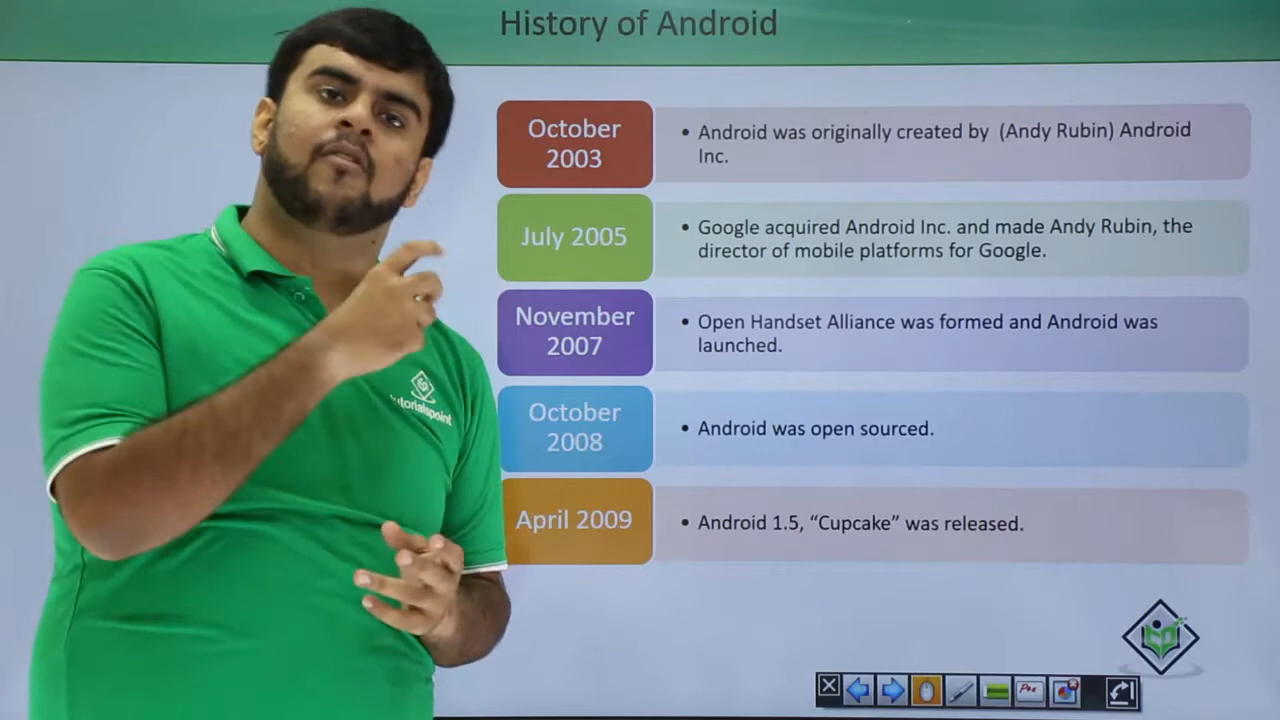 History of Android
October
2003
• Android was originally created by (Andy Rubin) Android
Inc.
July 2005
• Google acquired Android Inc. and made Andy Rubin, the
director of mobile platforms for Google.
November
2007
• Open Handset Alliance was formed and Android was
launched.
October
2008
• Android was open sourced.
April 2009
• Android 1.5, “Cupcake” was released.
tutorialspoint
Pen